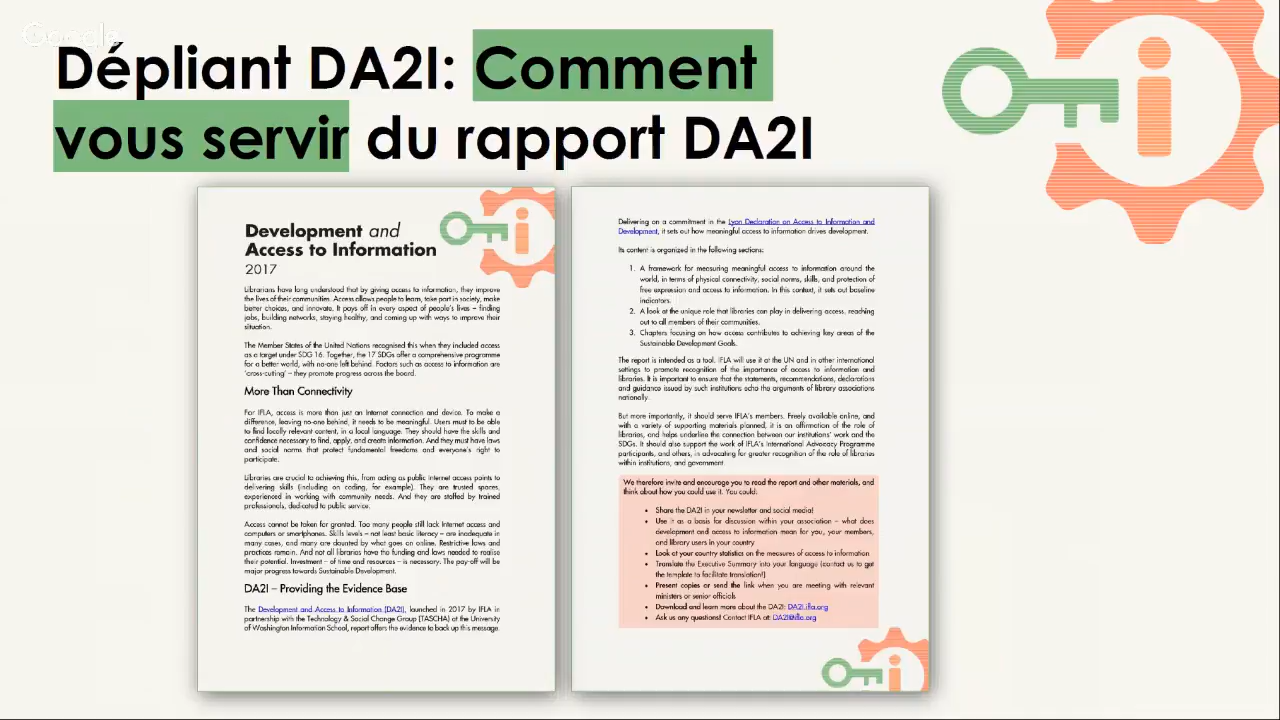 Google
Dépliant DA2I: Comment
vous servir du rapport DA2I
Development and
Access to Information
2017
Librarians have long understood that by giving access to information, they improve
the lives of their communities. Access allows people to learn, take part in society, make
better choices, and innovate. It pays off in every aspect of people's lives – finding
jobs, building networks, staying healthy, and coming up with ways to improve their
situation.
The Member States of the United Nations recognised this when they included access
as a target under SDG 16. Together, the 17 SDGs offer a comprehensive programme
for a better world, with no-one left behind. Factors such as access to information are
'cross-cutting' – they promote progress across the board.
More Than Connectivity
For IFLA, access is more than just an Internet connection and device. To make a
difference, leaving no-one behind, it needs to be meaningful. Users must to be able
to find locally relevant content, in a local language. They should have the skills and
confidence necessary to find, apply, and create information. And they must have laws
and social norms that protect fundamental freedoms and everyone's right to
participate.
Libraries are crucial to achieving this, from acting as public internet access points to
delivering skills (including on coding, for example). They are trusted spaces,
experienced in working with community needs. And they are staffed by trained
professionals, dedicated to public service.
Access cannot be taken for granted. Too many people still lack Internet access and
computers or smartphones. Skills levels – not least basic literacy – are inadequate in
many cases, and many are daunted by what goes on online. Restrictive laws and
practices remain. And not all libraries have the funding and laws needed to realise
their potential. Investment – of time and resources – is necessary. The pay-off will be
major progress towards Sustainable Development.
DA2I – Providing the Evidence Base
The Development and Access to Information (DA2I), launched in 2017 by IFLA in
partnership with the Technology & Social Change Group (TASCHA) at the University
of Washington Information School, report offers the evidence to back up this message.
Delivering on a commitment in the Lyon Declaration on Access to Information and
Development, it sets out how meaningful access to information drives development.
Its content is organized in the following sections:
1. A framework for measuring meaningful access to information around the
world, in terms of physical connectivity, social norms, skills, and protection of
free expression and access to information. In this context, it sets out baseline
indicators.
2. A look at the unique role that libraries can play in delivering access, reaching
out to all members of their communities.
3. Chapters focusing on how access contributes to achieving key areas of the
Sustainable Development Goals.
The report is intended as a tool. IFLA will use it at the UN and in other international
settings to promote recognition of the importance of access to information and
libraries. It is important to ensure that the statements, recommendations, declarations
and guidance issued by such institutions echo the arguments of library associations
nationally.
But more importantly, it should serve IFLA's members. Freely available online, and
with a variety of supporting materials planned, it is an affirmation of the role of
libraries, and helps underline the connection between our institutions' work and the
SDGs. It should also support the work of IFLA's International Advocacy Programme
participants, and others, in advocating for greater recognition of the role of libraries
within institutions, and government.
We therefore invite and encourage you to read the report and other materials, and
think about how you could use it. You could:
• Share the DA2I in your newsletter and social media!
• Use it as a basis for discussion within your association – what does
development and access to information mean for you, your members,
and library users in your country
• Look at your country statistics on the measures of access to information
• Translate the Executive Summary into your language (contact us to get
the template to facilitate translation!)
• Present copies or send the link when you are meeting with relevant
ministers or senior officials
• Download and learn more about the DA2I: DA2I.ifla.org
• Ask us any questions! Contact IFLA at: DA2I@ifla.org